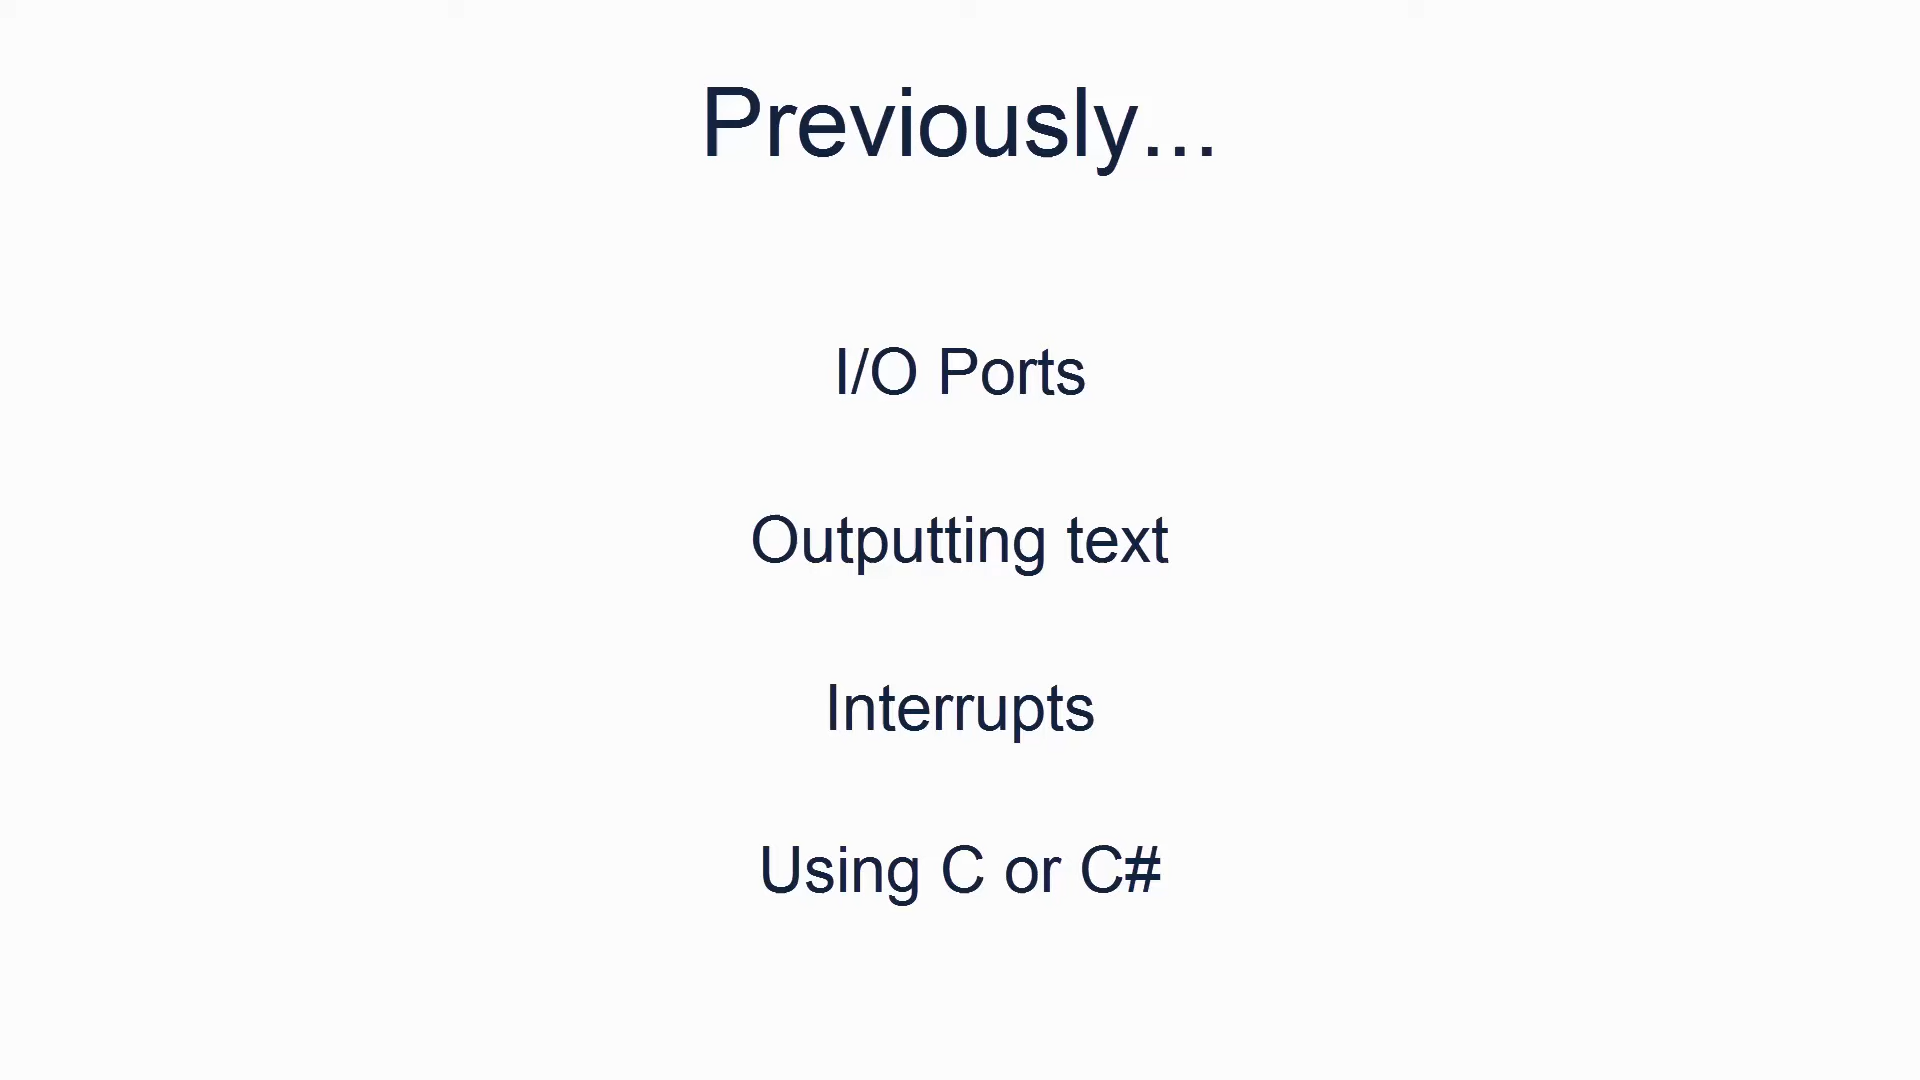 Previously...
I/O Ports
Outputting text
Interrupts
Using C or C#